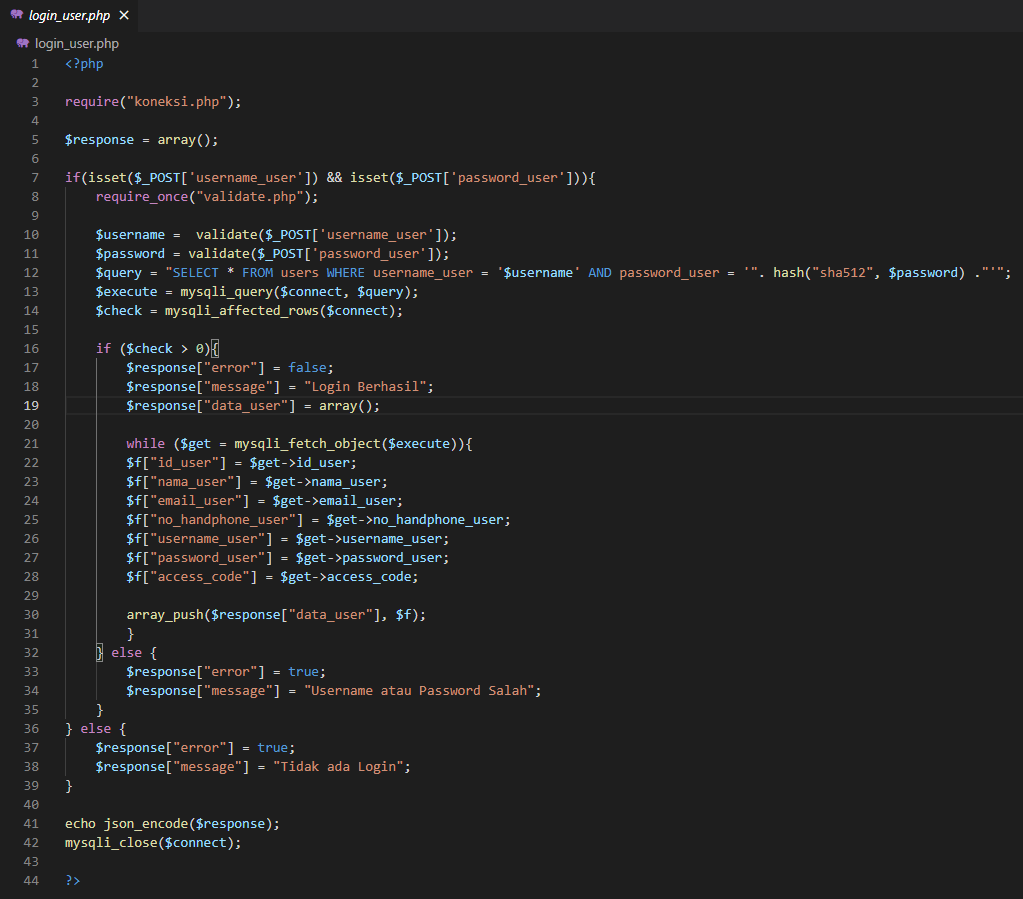 login_user.php ×
login_user.php
1 <?php
2
3 require("koneksi.php");
4
5 $response = array();
6
7 if(isset($_POST['username_user']) && isset($_POST['password_user'])){
8     require_once("validate.php");
9
10     $username =  validate($_POST['username_user']);
11     $password = validate($_POST['password_user']);
12     $query = "SELECT * FROM users WHERE username_user = '$username' AND password_user = '". hash("sha512", $password) ."'";
13     $execute = mysqli_query($connect, $query);
14     $check = mysqli_affected_rows($connect);
15
16     if ($check > 0){
17         $response["error"] = false;
18         $response["message"] = "Login Berhasil";
19         $response["data_user"] = array();
20
21         while ($get = mysqli_fetch_object($execute)){
22         $f["id_user"] = $get->id_user;
23         $f["nama_user"] = $get->nama_user;
24         $f["email_user"] = $get->email_user;
25         $f["no_handphone_user"] = $get->no_handphone_user;
26         $f["username_user"] = $get->username_user;
27         $f["password_user"] = $get->password_user;
28         $f["access_code"] = $get->access_code;
29
30         array_push($response["data_user"], $f);
31         }
32     } else {
33         $response["error"] = true;
34         $response["message"] = "Username atau Password Salah";
35     }
36 } else {
37     $response["error"] = true;
38     $response["message"] = "Tidak ada Login";
39 }
40
41 echo json_encode($response);
42 mysqli_close($connect);
43
44 ?>